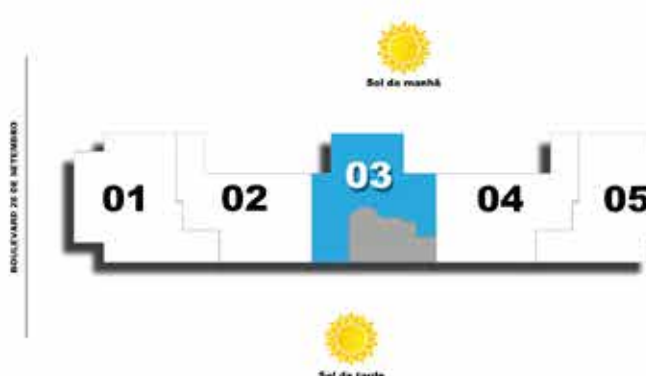 Sol da manhã
BOULEVARD 28 DE SETEMBRO
01
02
03
04
05
Sol da tarde